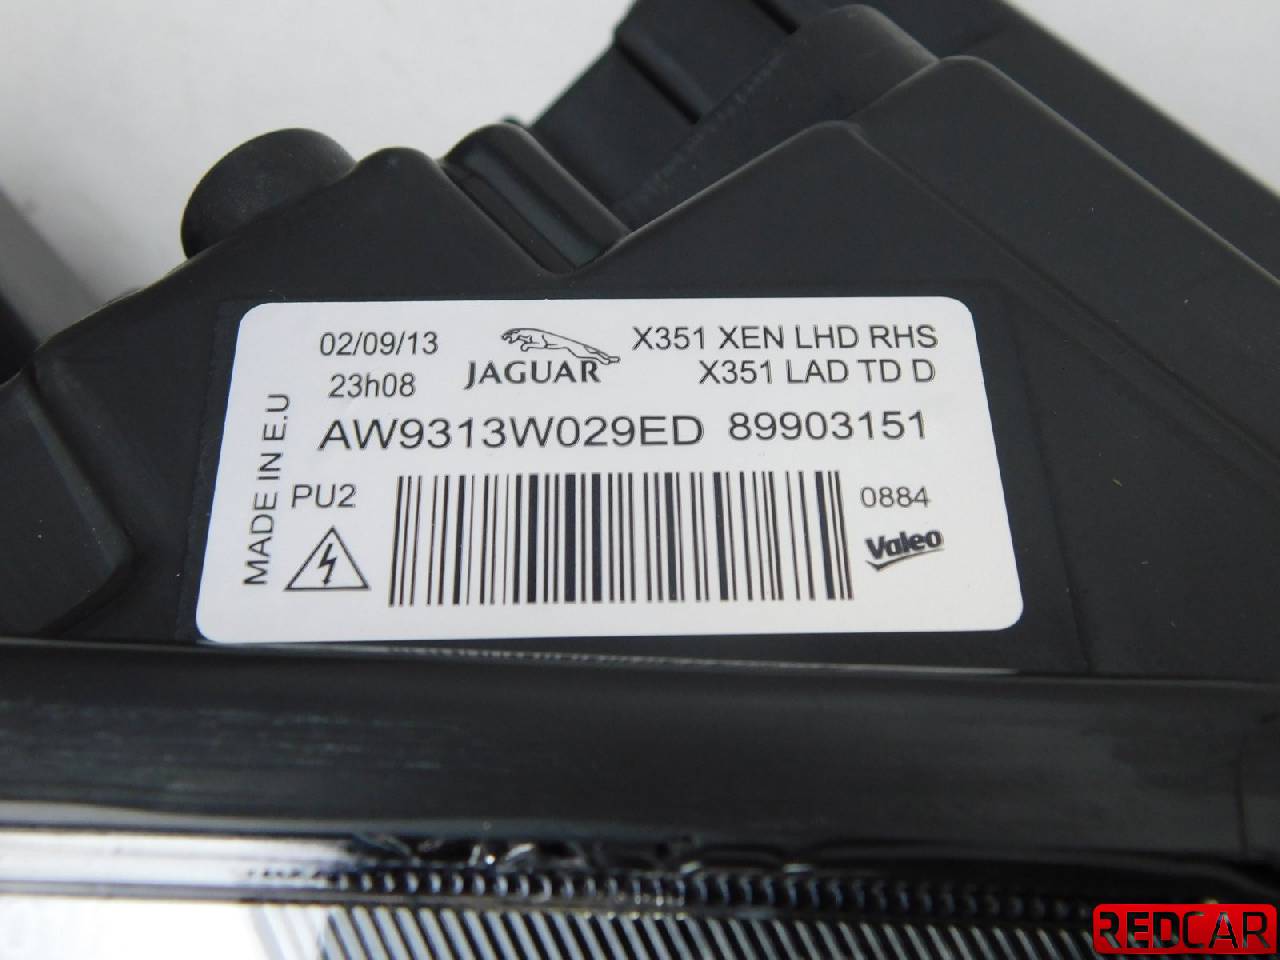 02/09/13
23h08
JAGUAR
X351 XEN LHD RHS
X351 LAD TD D
AW9313W029ED 89903151
MADE IN E.U
PU2
0884
Valeo
REDCAR